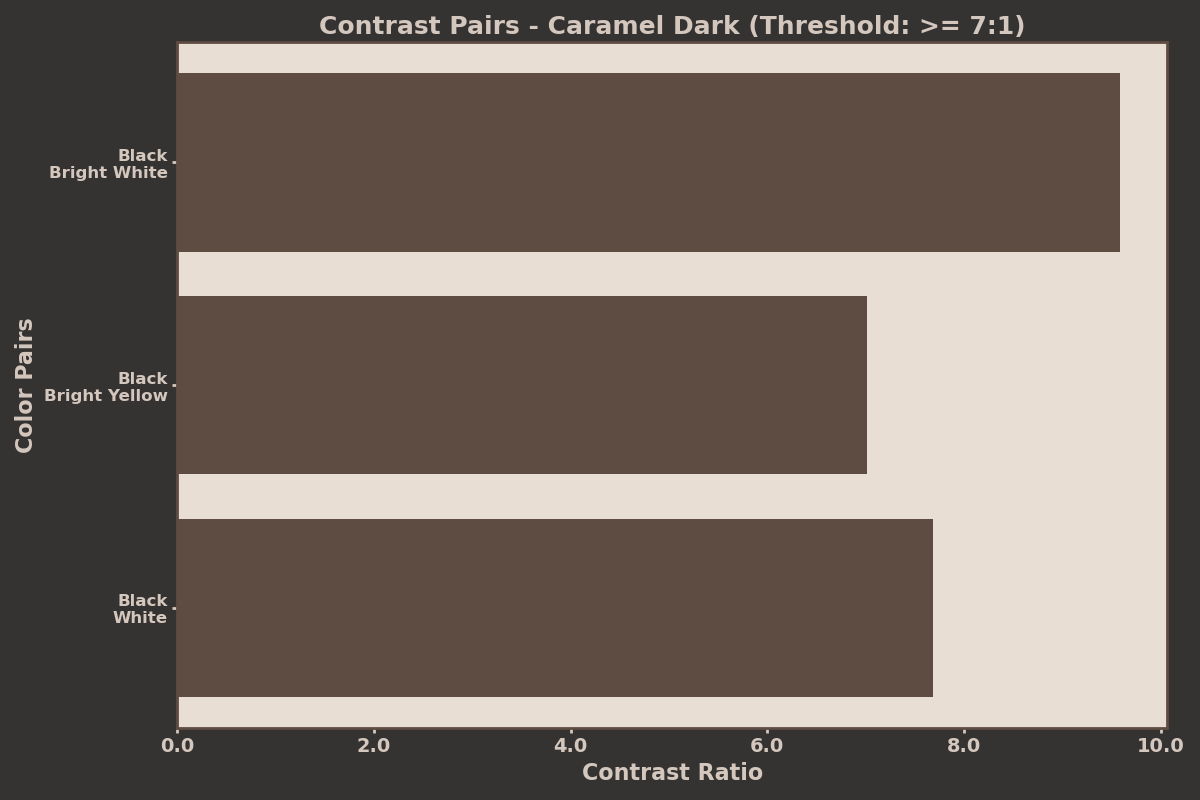 Contrast Pairs - Caramel Dark (Threshold: >= 7:1)
Black
Bright White
Black
Bright Yellow
Black
White
Color Pairs
0.0 2.0 4.0 6.0 8.0 10.0
Contrast Ratio